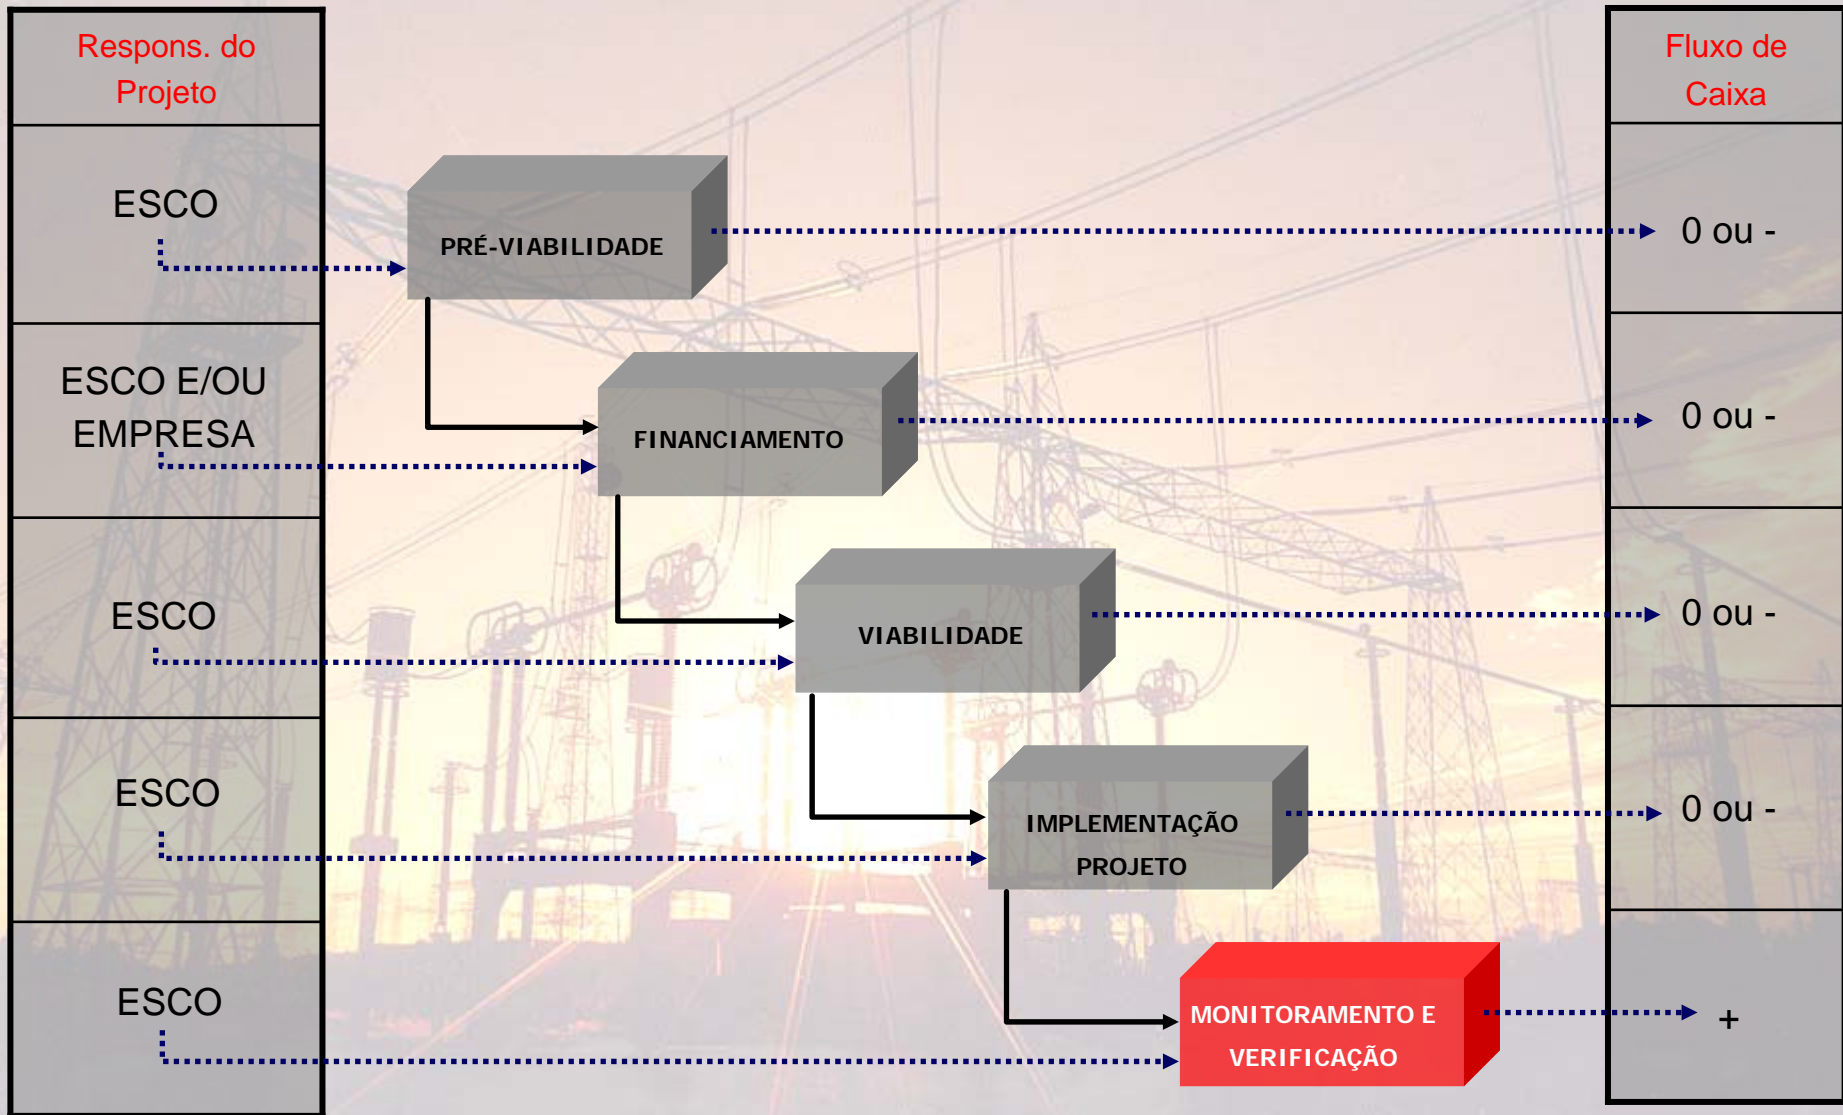 Respons. do
Projeto
Fluxo de
Caixa
ESCO
PRÉ-VIABILIDADE
0 ou -
ESCO E/OU
EMPRESA
FINANCIAMENTO
0 ou -
ESCO
VIABILIDADE
0 ou -
ESCO
IMPLEMENTAÇÃO
PROJETO
0 ou -
ESCO
MONITORAMENTO E
VERIFICAÇÃO
+